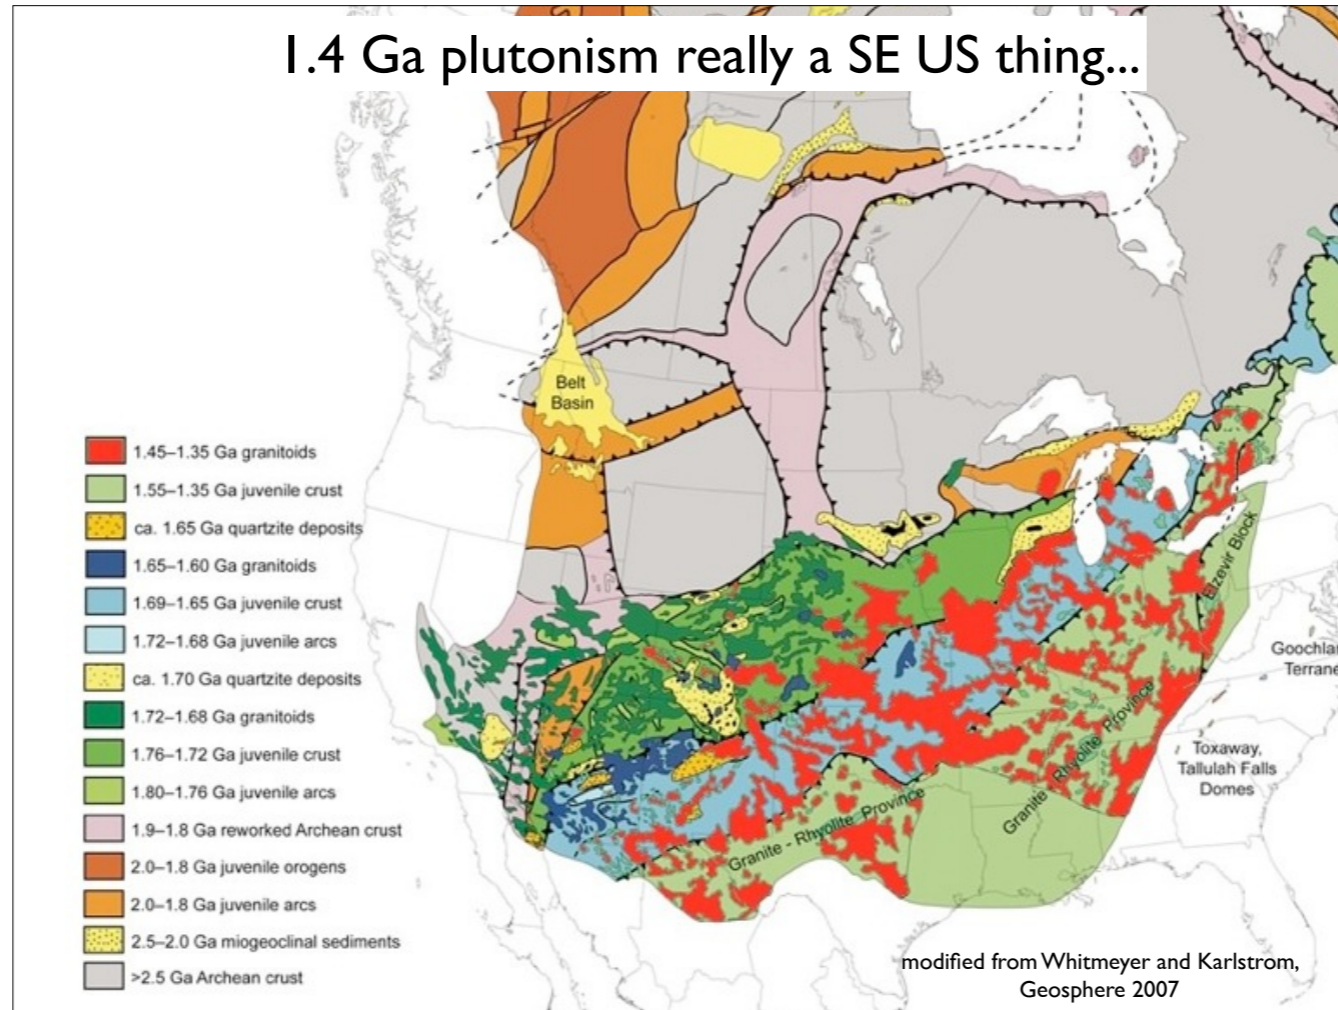 1.4 Ga plutonism really a SE US thing...
Belt
Basin
1.45–1.35 Ga granitoids
1.55–1.35 Ga juvenile crust
ca. 1.65 Ga quartzite deposits
1.65–1.60 Ga granitoids
1.69–1.65 Ga juvenile crust
1.72–1.68 Ga juvenile arcs
ca. 1.70 Ga quartzite deposits
1.72–1.68 Ga granitoids
1.76–1.72 Ga juvenile crust
1.80–1.76 Ga juvenile arcs
1.9–1.8 Ga reworked Archean crust
2.0–1.8 Ga juvenile orogens
2.0–1.8 Ga juvenile arcs
2.5–2.0 Ga miogeoclinal sediments
>2.5 Ga Archean crust
Elzevir Block
Terrane
Toxaway,
Tallulah Falls
Domes
Granite - Rhyolite Province
Granite - Rhyolite Province
modified from Whitmeyer and Karlstrom,
Geosphere 2007